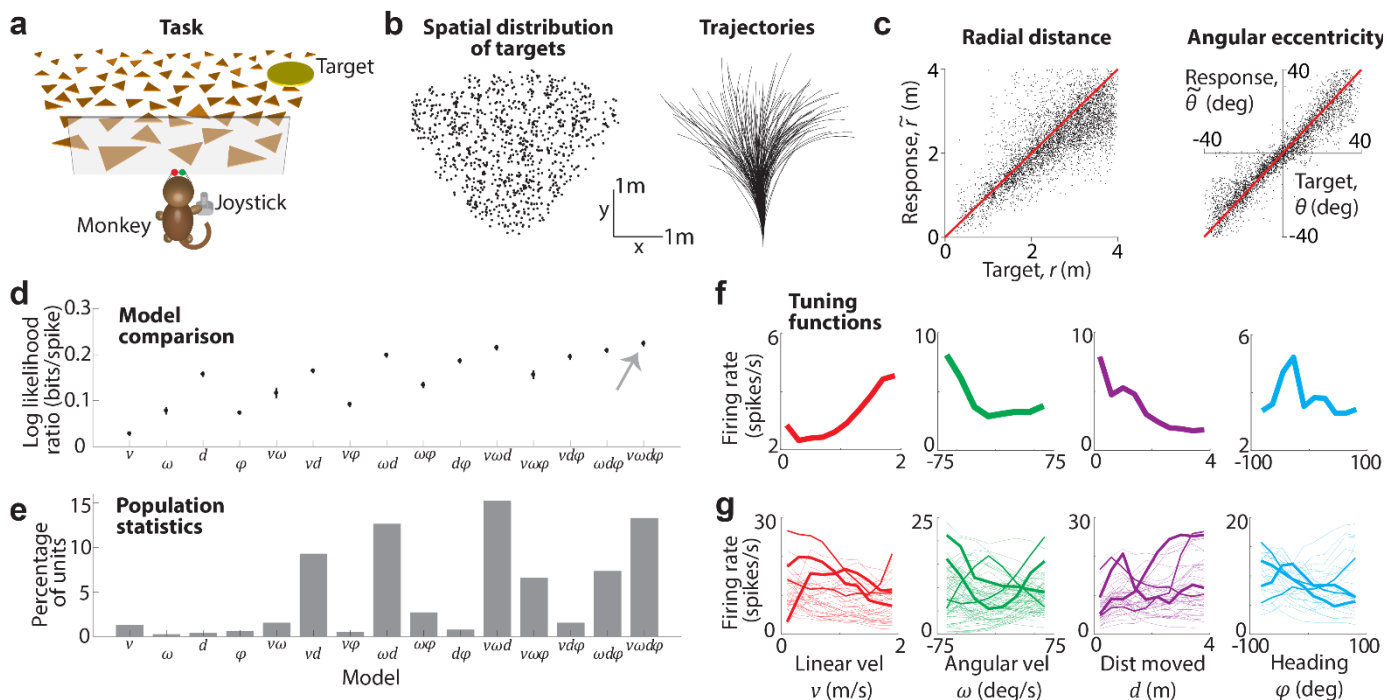 a
Task
Target
Joystick
Monkey
b
Spatial distribution
of targets
Trajectories
1m
y
x
1m
c
Radial distance
Response, r̃ (m)
4
2
0
0
2
4
Target, r (m)
Angular eccentricity
Response,
θ̃ (deg)
40
-40
40
Target,
θ (deg)
-40
d
Model
comparison
Log likelihood
ratio (bits/spike)
0.3
0.2
0.1
0
v ω d φ vω vd vφ ωd ωφ dφ vωd vωφ vdφ ωdφ vωdφ
e
Population
statistics
Percentage
of units
15
10
5
0
v ω d φ vω vd vφ ωd ωφ dφ vωd vωφ vdφ ωdφ vωdφ
Model
f
Tuning
functions
Firing rate
(spikes/s)
6
2
0
2
10
0
-75
75
10
0
0
4
6
2
-100
100
g
Firing rate
(spikes/s)
30
0
0
2
Linear vel
v (m/s)
25
0
-75
75
Angular vel
ω (deg/s)
30
0
0
4
Dist moved
d (m)
20
0
-100
100
Heading
φ (deg)